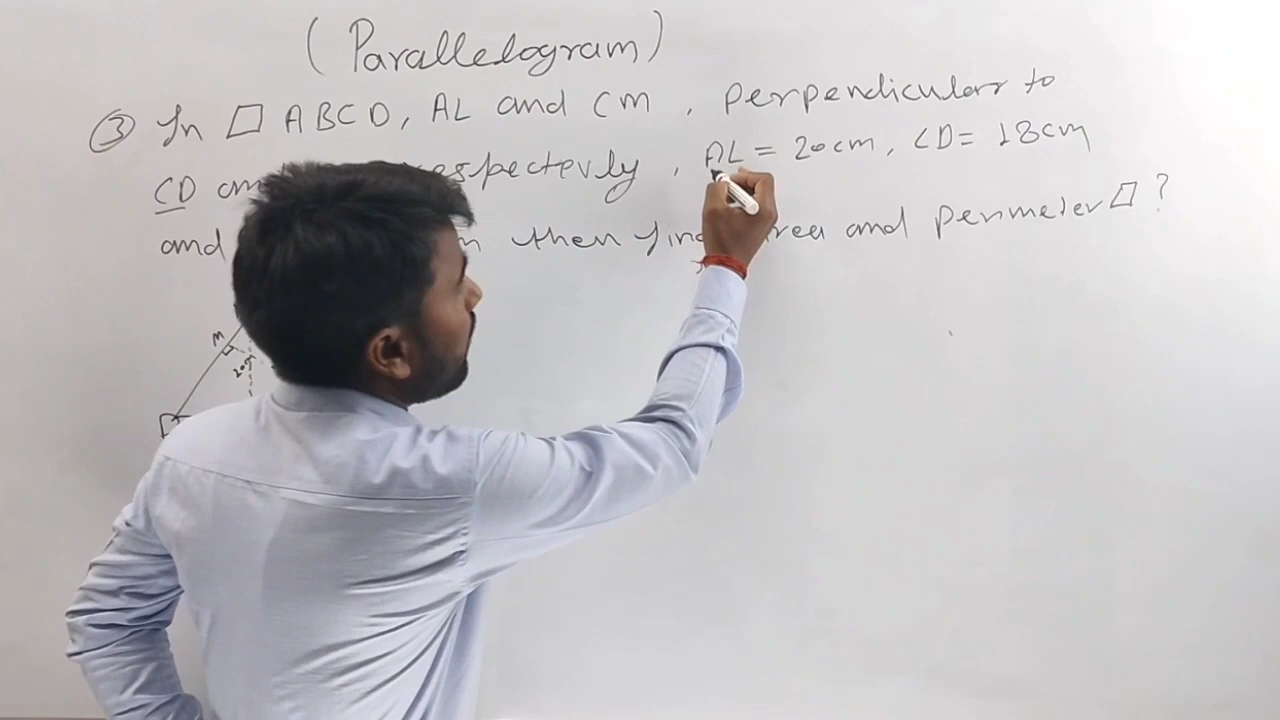 (Parallelogram)
③ In ▱ ABCD, AL and CM , perpendicular to
CD respectevly , AL = 20cm, CD = 18cm
and then find area and perimeter ▱ ?
M
20cm